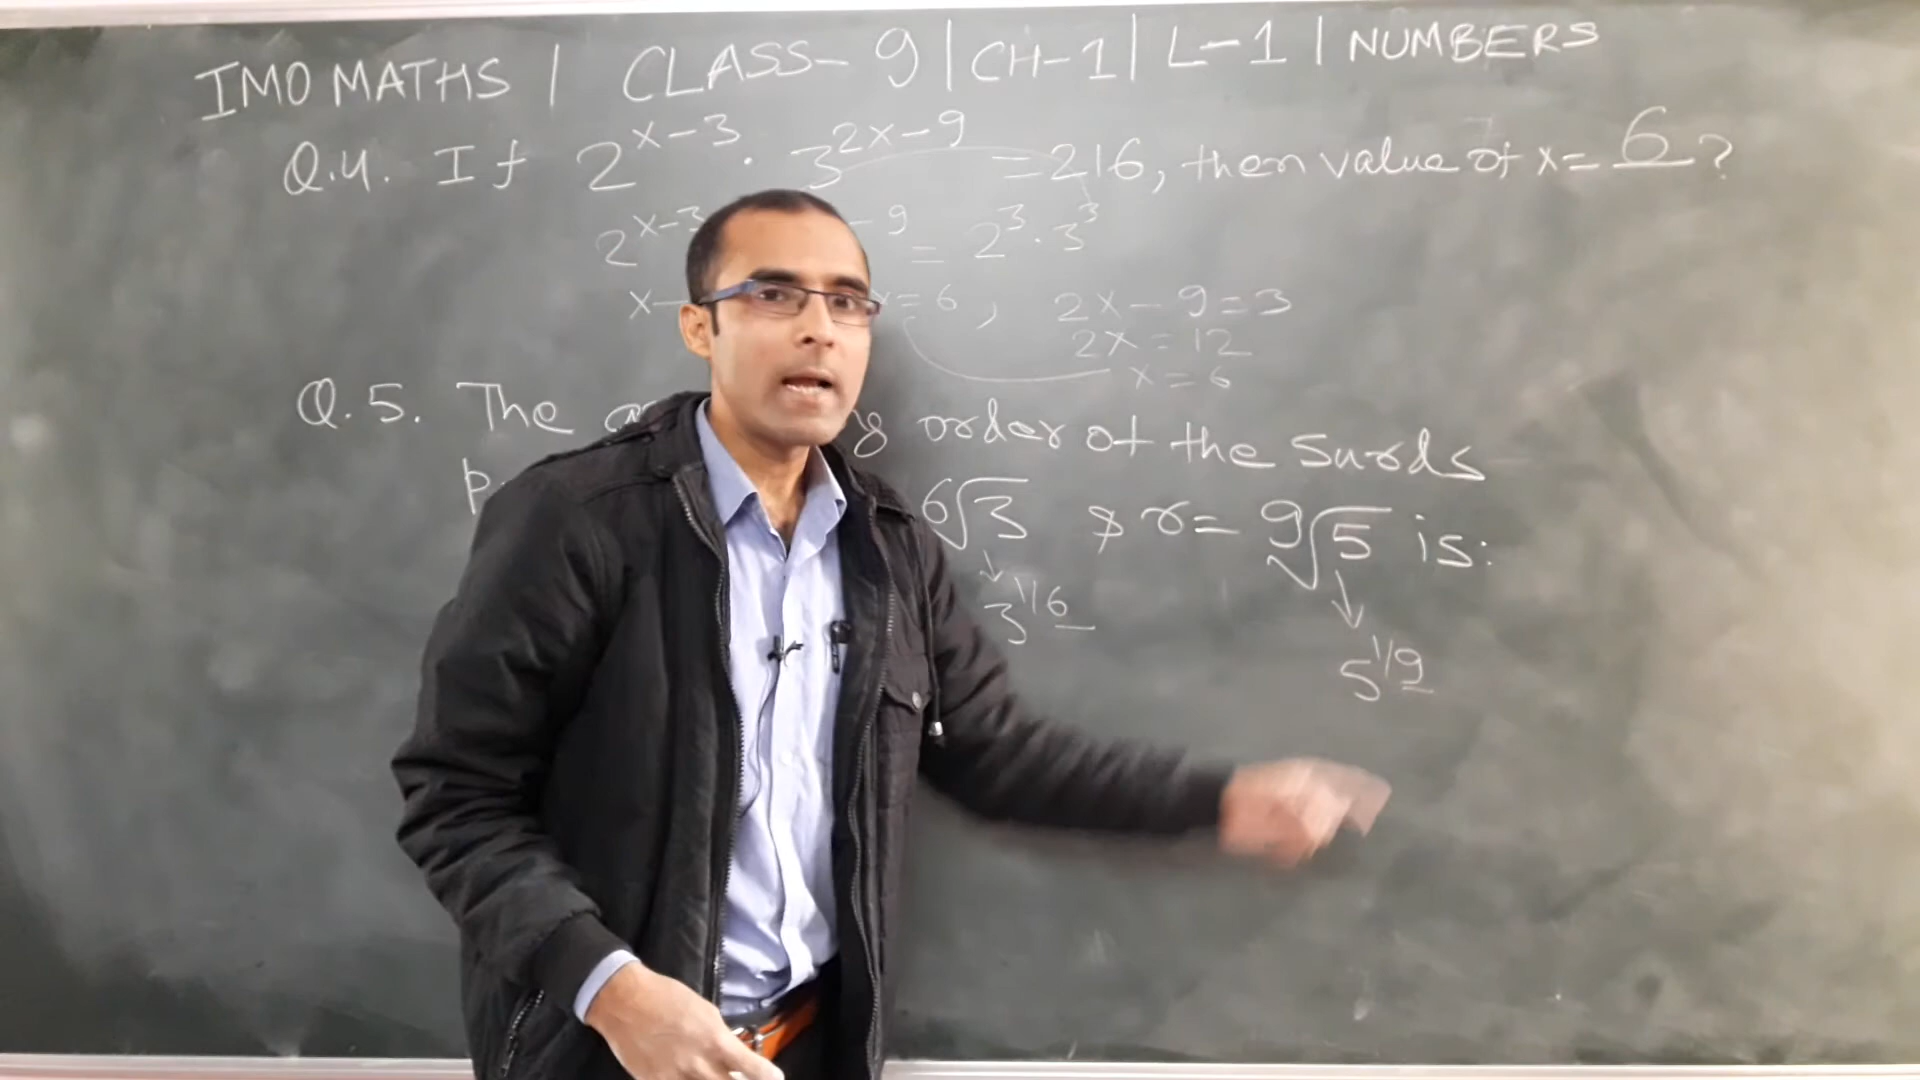 IMO MATHS | CLASS-9 | CH-1 | L-1 | NUMBERS
Q.4. If 2^{x-3} . 3^{2x-9} = 216, then value of x = 6 ?
2^{x-3} -9 = 2^3 . 3^3
x- x=6, 2x-9=3
2x=12
x=6
Q.5. The order of the Surds
p ⁶√3 & r= ⁹√5 is:
3^{1/6}
5^{1/9}